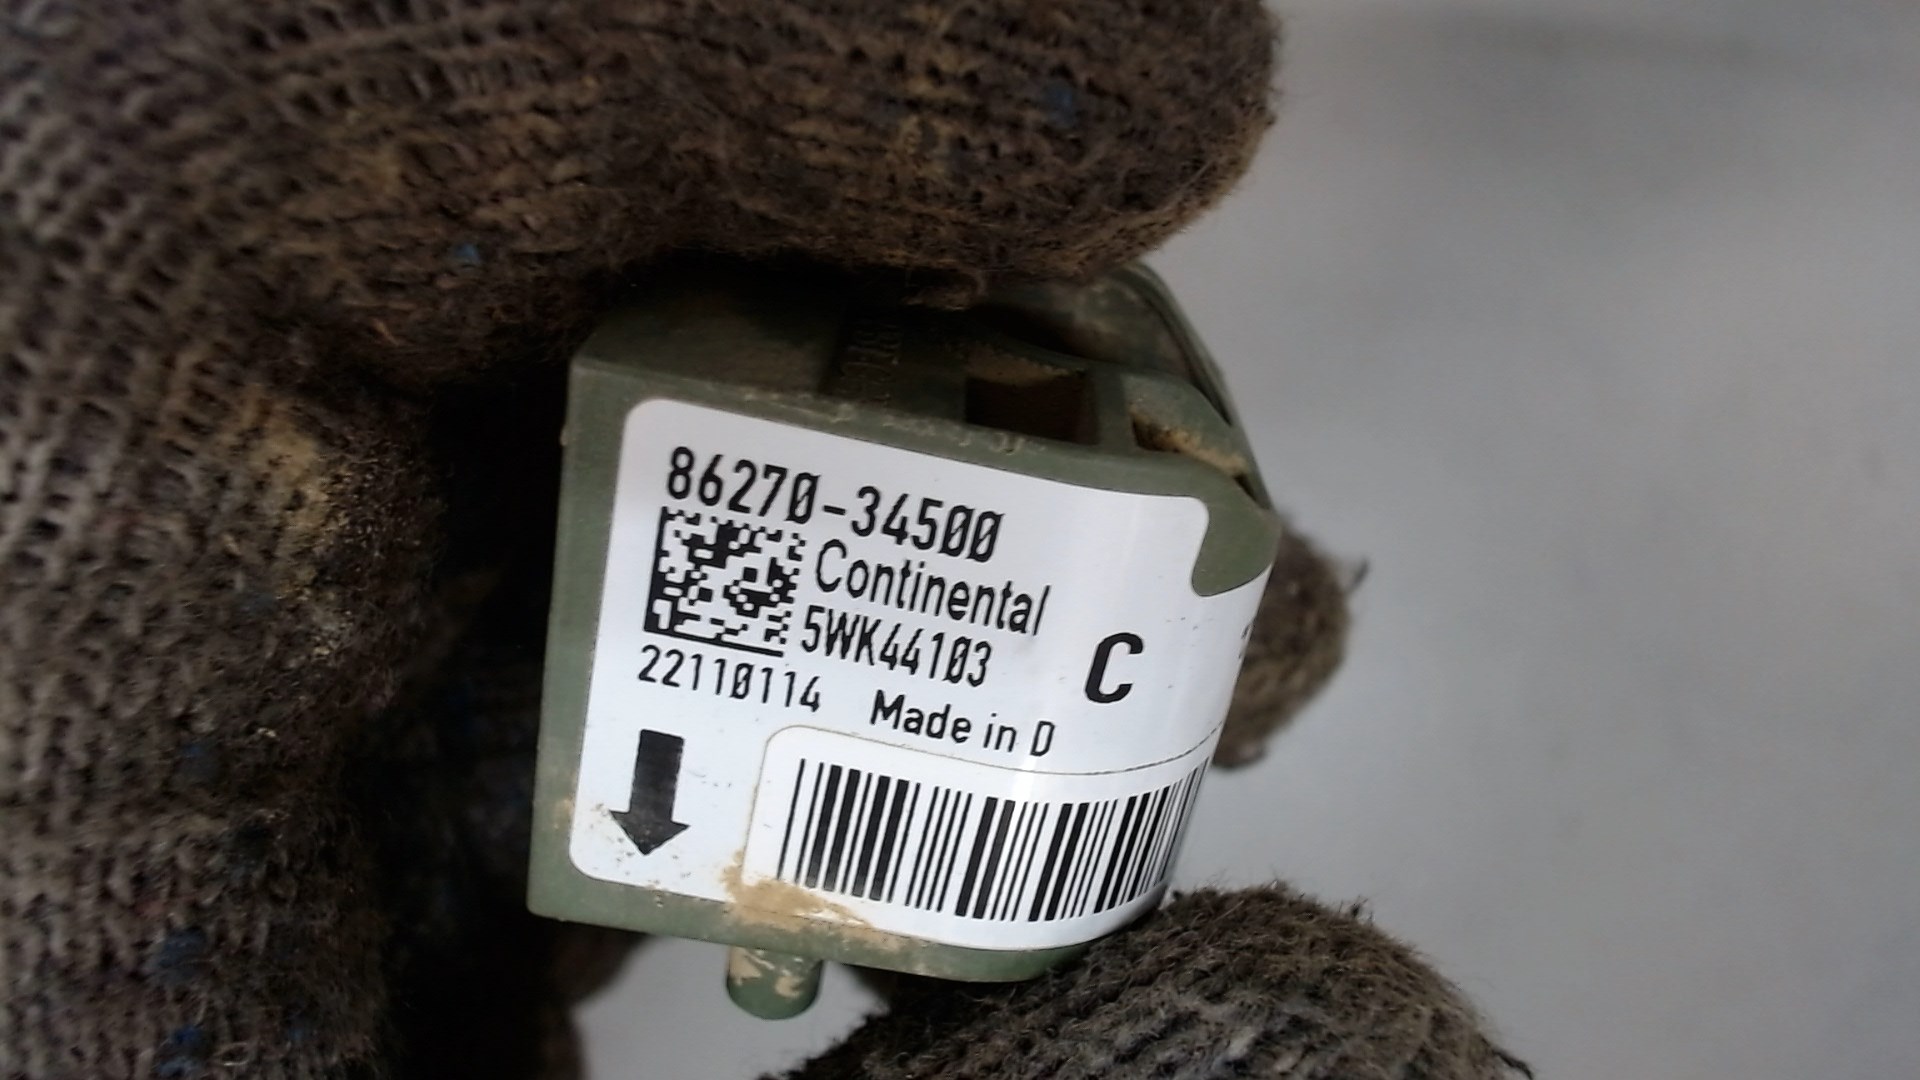 86270-34500
Continental
5WK44103
C
22110114 Made in D